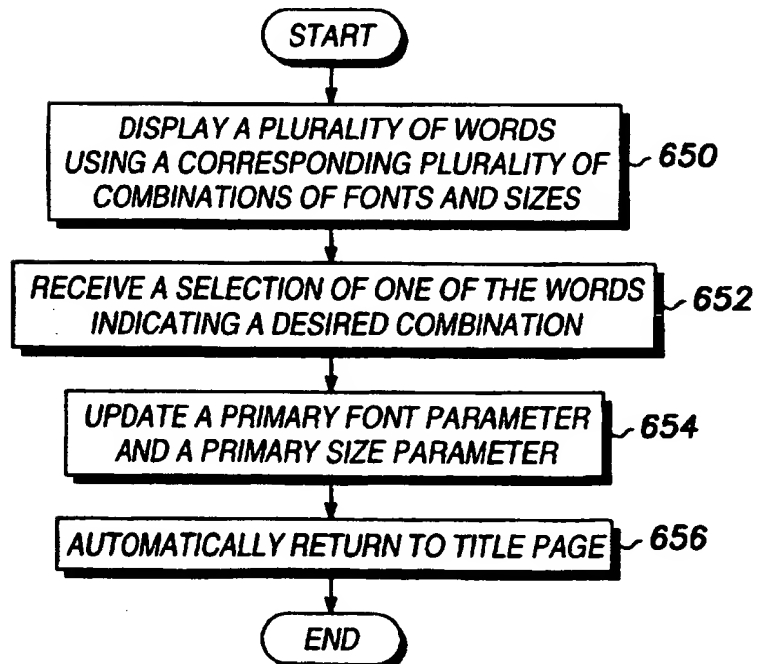 START
DISPLAY A PLURALITY OF WORDS
USING A CORRESPONDING PLURALITY OF
COMBINATIONS OF FONTS AND SIZES
650
RECEIVE A SELECTION OF ONE OF THE WORDS
INDICATING A DESIRED COMBINATION
652
UPDATE A PRIMARY FONT PARAMETER
AND A PRIMARY SIZE PARAMETER
654
AUTOMATICALLY RETURN TO TITLE PAGE
656
END